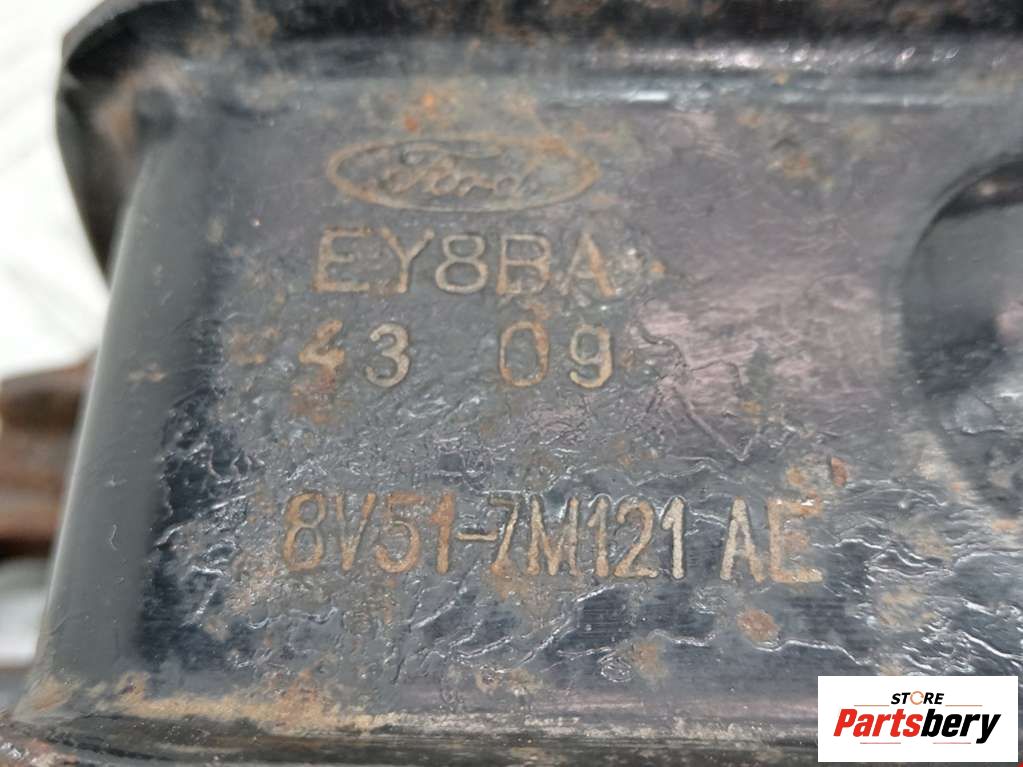 Ford
EY8BA
43 09
8V51-7M121 AE
STORE
Partsbery